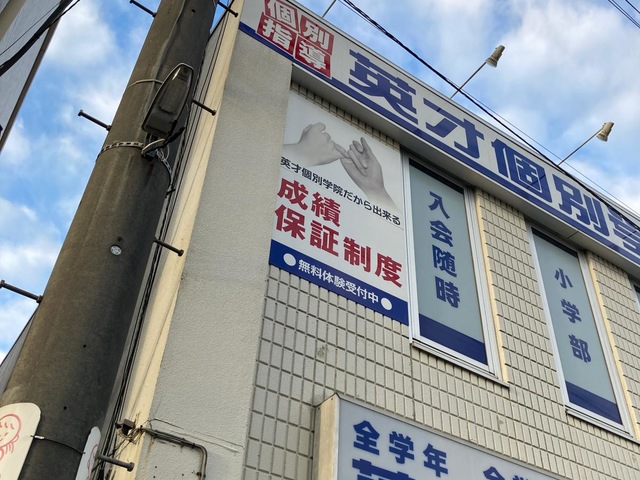 個別
指導
英才個別学
英才個別学院だから出来る
成績
保証制度
●無料体験受付中●
入会随時
小学部
全学年